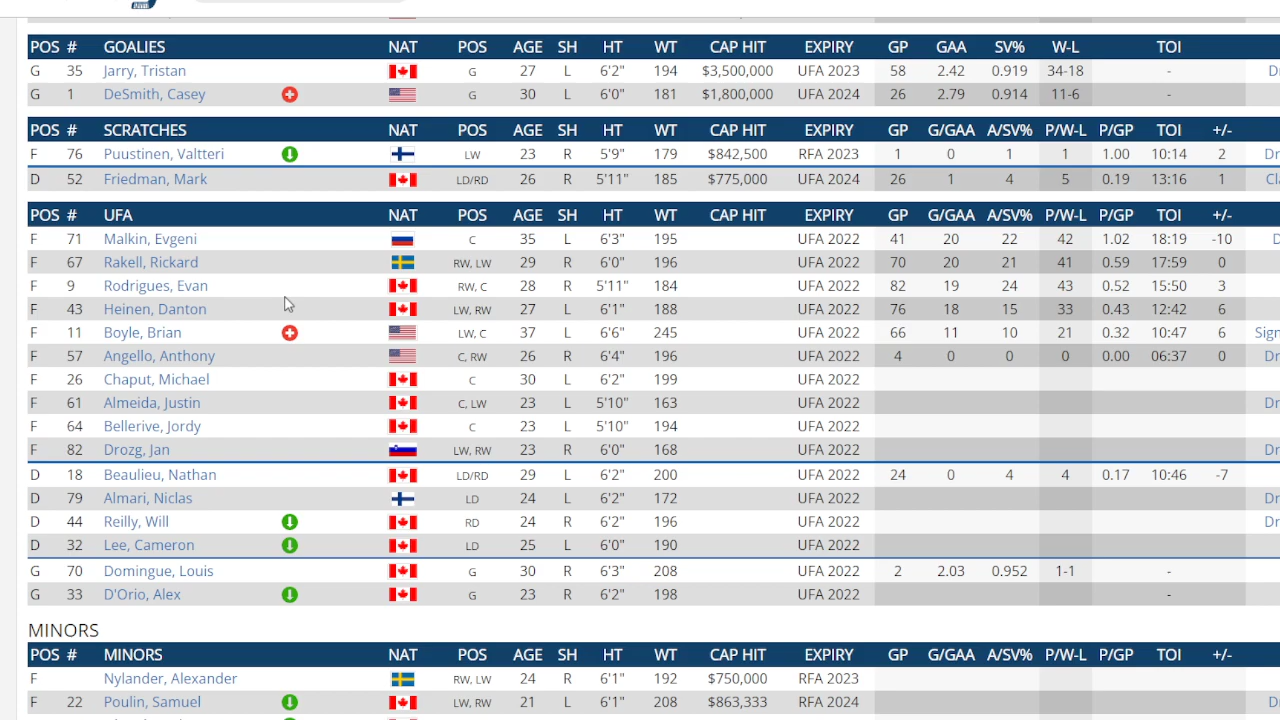 POS # GOALIES NAT POS AGE SH HT WT CAP HIT EXPIRY GP GAA SV% W-L TOI
G 35 Jarry, Tristan G 27 L 6'2" 194 $3,500,000 UFA 2023 58 2.42 0.919 34-18 -
G 1 DeSmith, Casey G 30 L 6'0" 181 $1,800,000 UFA 2024 26 2.79 0.914 11-6 -
POS # SCRATCHES NAT POS AGE SH HT WT CAP HIT EXPIRY GP G/GAA A/SV% P/W-L P/GP TOI +/-
F 76 Puustinen, Valtteri LW 23 R 5'9" 179 $842,500 RFA 2023 1 0 1 1 1.00 10:14 2
D 52 Friedman, Mark LD/RD 26 R 5'11" 185 $775,000 UFA 2024 26 1 4 5 0.19 13:16 1
POS # UFA NAT POS AGE SH HT WT CAP HIT EXPIRY GP G/GAA A/SV% P/W-L P/GP TOI +/-
F 71 Malkin, Evgeni C 35 L 6'3" 195 UFA 2022 41 20 22 42 1.02 18:19 -10
F 67 Rakell, Rickard RW, LW 29 R 6'0" 196 UFA 2022 70 20 21 41 0.59 17:59 0
F 9 Rodrigues, Evan RW, C 28 R 5'11" 184 UFA 2022 82 19 24 43 0.52 15:50 3
F 43 Heinen, Danton LW, RW 27 L 6'1" 188 UFA 2022 76 18 15 33 0.43 12:42 6
F 11 Boyle, Brian LW, C 37 L 6'6" 245 UFA 2022 66 11 10 21 0.32 10:47 6
F 57 Angello, Anthony C, RW 26 R 6'4" 196 UFA 2022 4 0 0 0 0.00 06:37 0
F 26 Chaput, Michael C 30 L 6'2" 199 UFA 2022
F 61 Almeida, Justin C, LW 23 L 5'10" 163 UFA 2022
F 64 Bellerive, Jordy C 23 L 5'10" 194 UFA 2022
F 82 Drozg, Jan LW, RW 23 R 6'0" 168 UFA 2022
D 18 Beaulieu, Nathan LD/RD 29 L 6'2" 200 UFA 2022 24 0 4 4 0.17 10:46 -7
D 79 Almari, Niclas LD 24 L 6'2" 172 UFA 2022
D 44 Reilly, Will RD 24 R 6'2" 196 UFA 2022
D 32 Lee, Cameron LD 25 L 6'0" 190 UFA 2022
G 70 Domingue, Louis G 30 R 6'3" 208 UFA 2022 2 2.03 0.952 1-1 -
G 33 D'Orio, Alex G 23 R 6'2" 198 UFA 2022 -
MINORS
POS # MINORS NAT POS AGE SH HT WT CAP HIT EXPIRY GP G/GAA A/SV% P/W-L P/GP TOI +/-
F Nylander, Alexander RW, LW 24 R 6'1" 192 $750,000 RFA 2023
F 22 Poulin, Samuel LW, RW 21 L 6'1" 208 $863,333 RFA 2024